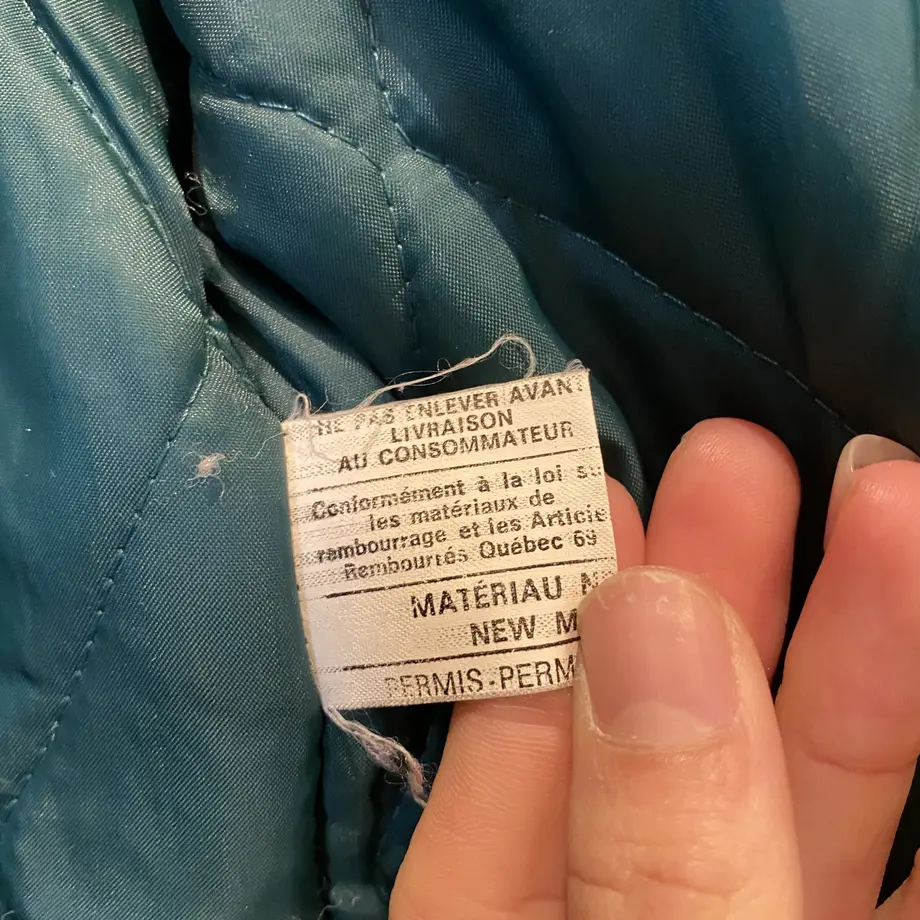 NE PAS ENLEVER AVANT
LIVRAISON
AU CONSOMMATEUR
Conformément à la loi su
les matériaux de
rembourrage et les Article
Rembourrés Québec 69
MATÉRIAU N
NEW M
PERMIS-PERM